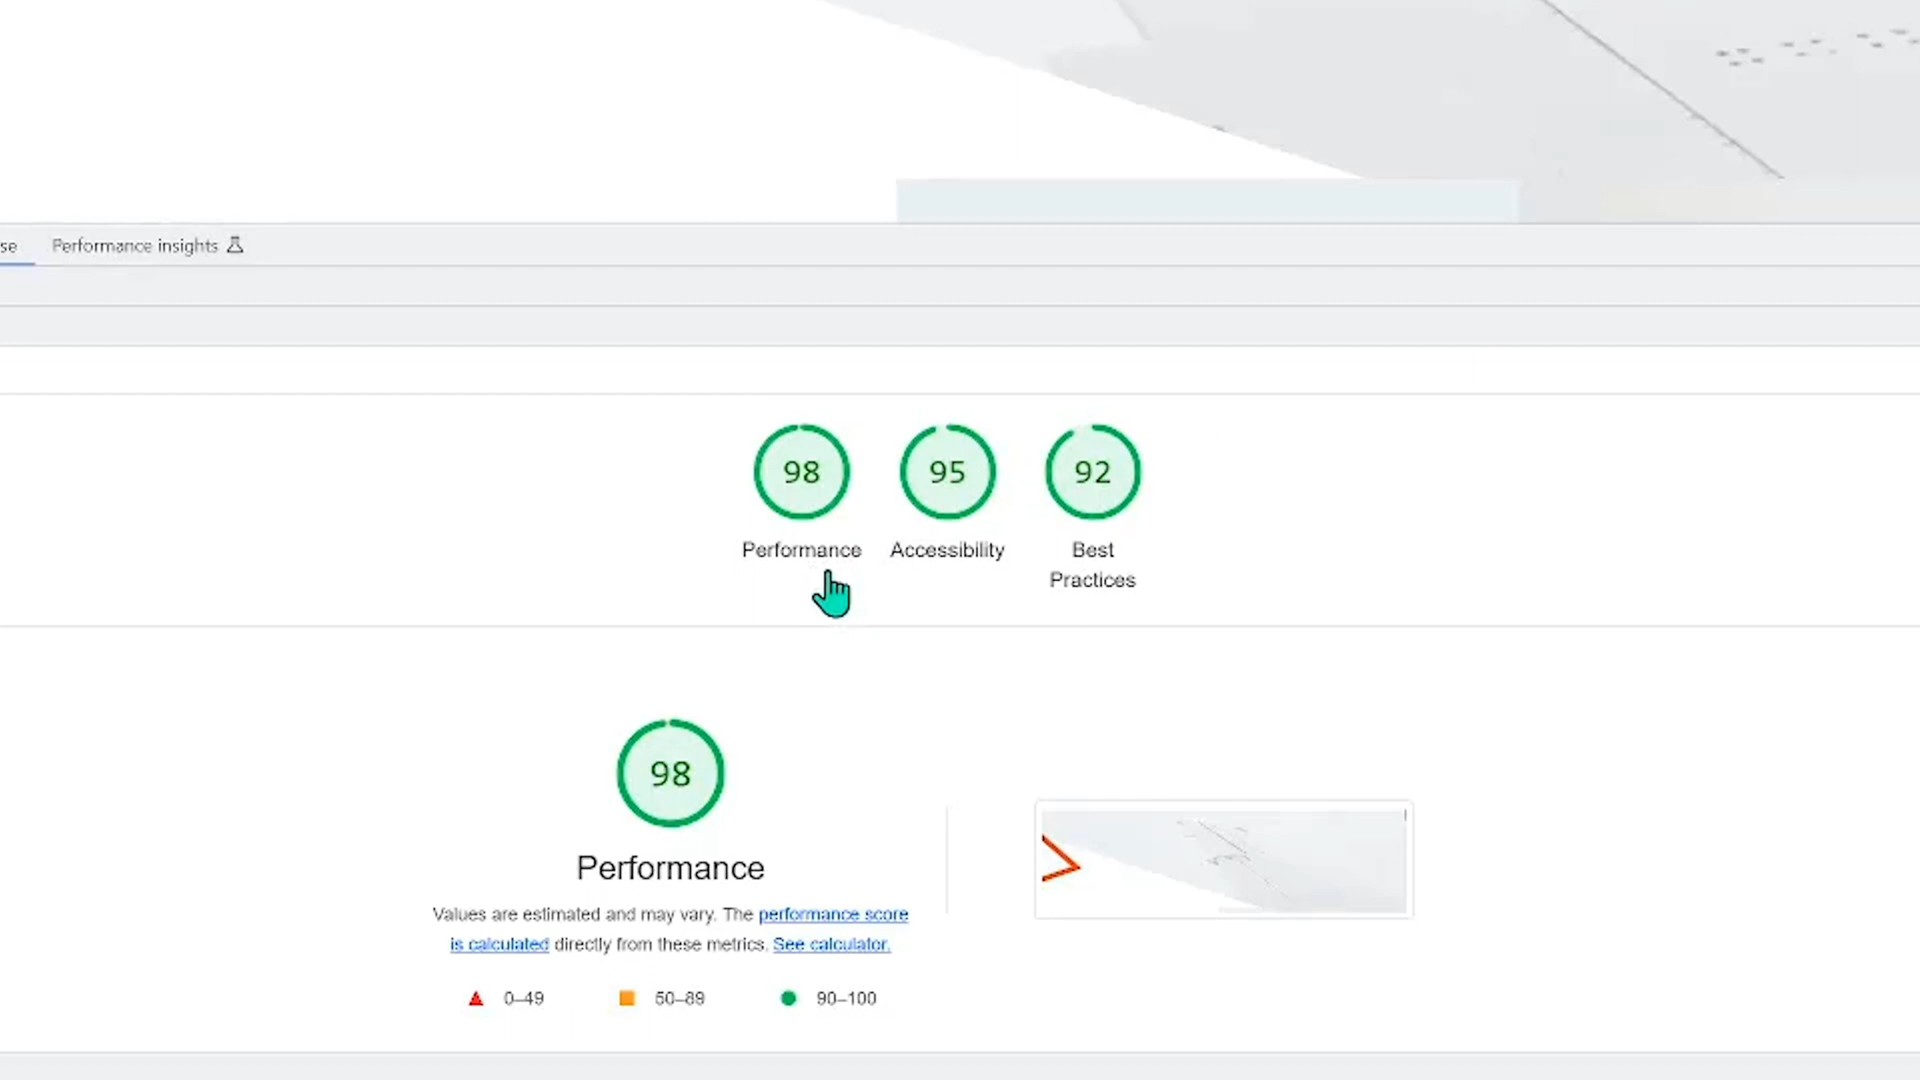 se Performance insights
98 95 92
Performance Accessibility Best
Practices
98
Performance
Values are estimated and may vary. The performance score
is calculated directly from these metrics. See calculator.
0–49 50–89 90–100